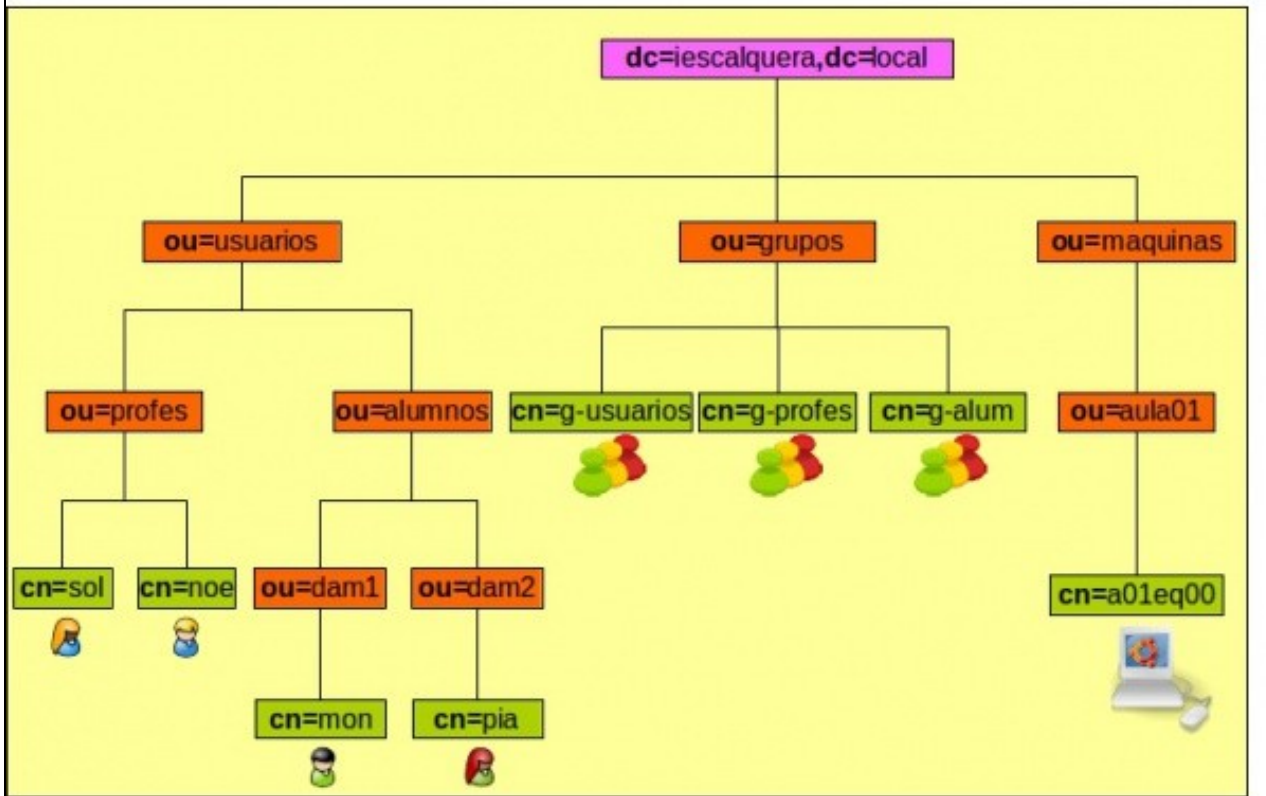 dc=iescalquera,dc=local
ou=usuarios
ou=grupos
ou=maquinas
ou=profes
ou=alumnos
cn=g-usuarios
cn=g-profes
cn=g-alum
ou=aula01
cn=sol
cn=noe
ou=dam1
ou=dam2
cn=a01eq00
cn=mon
cn=pia